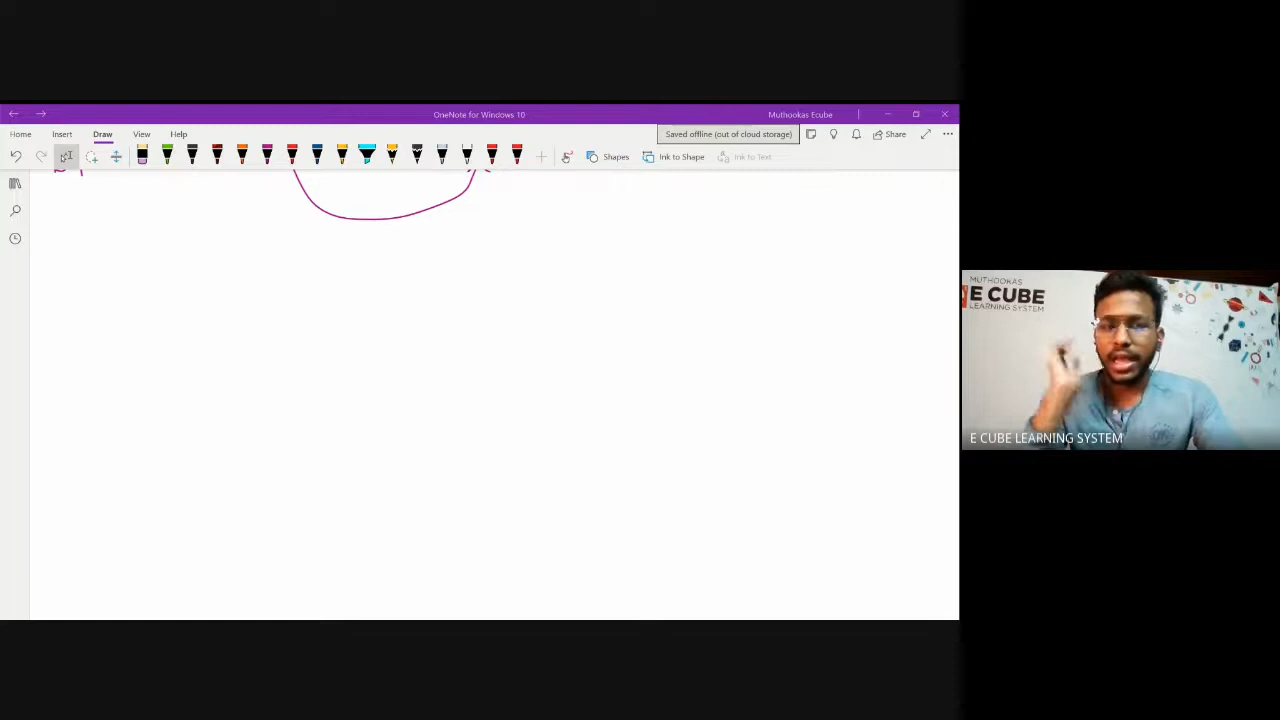 OneNote for Windows 10
Muthookas Ecube
Home Insert Draw View Help
Saved offline (out of cloud storage)
Share
Shapes
Ink to Shape
Ink to Text
MUTHOOKAS
E CUBE
LEARNING SYSTEM
E CUBE LEARNING SYSTEM